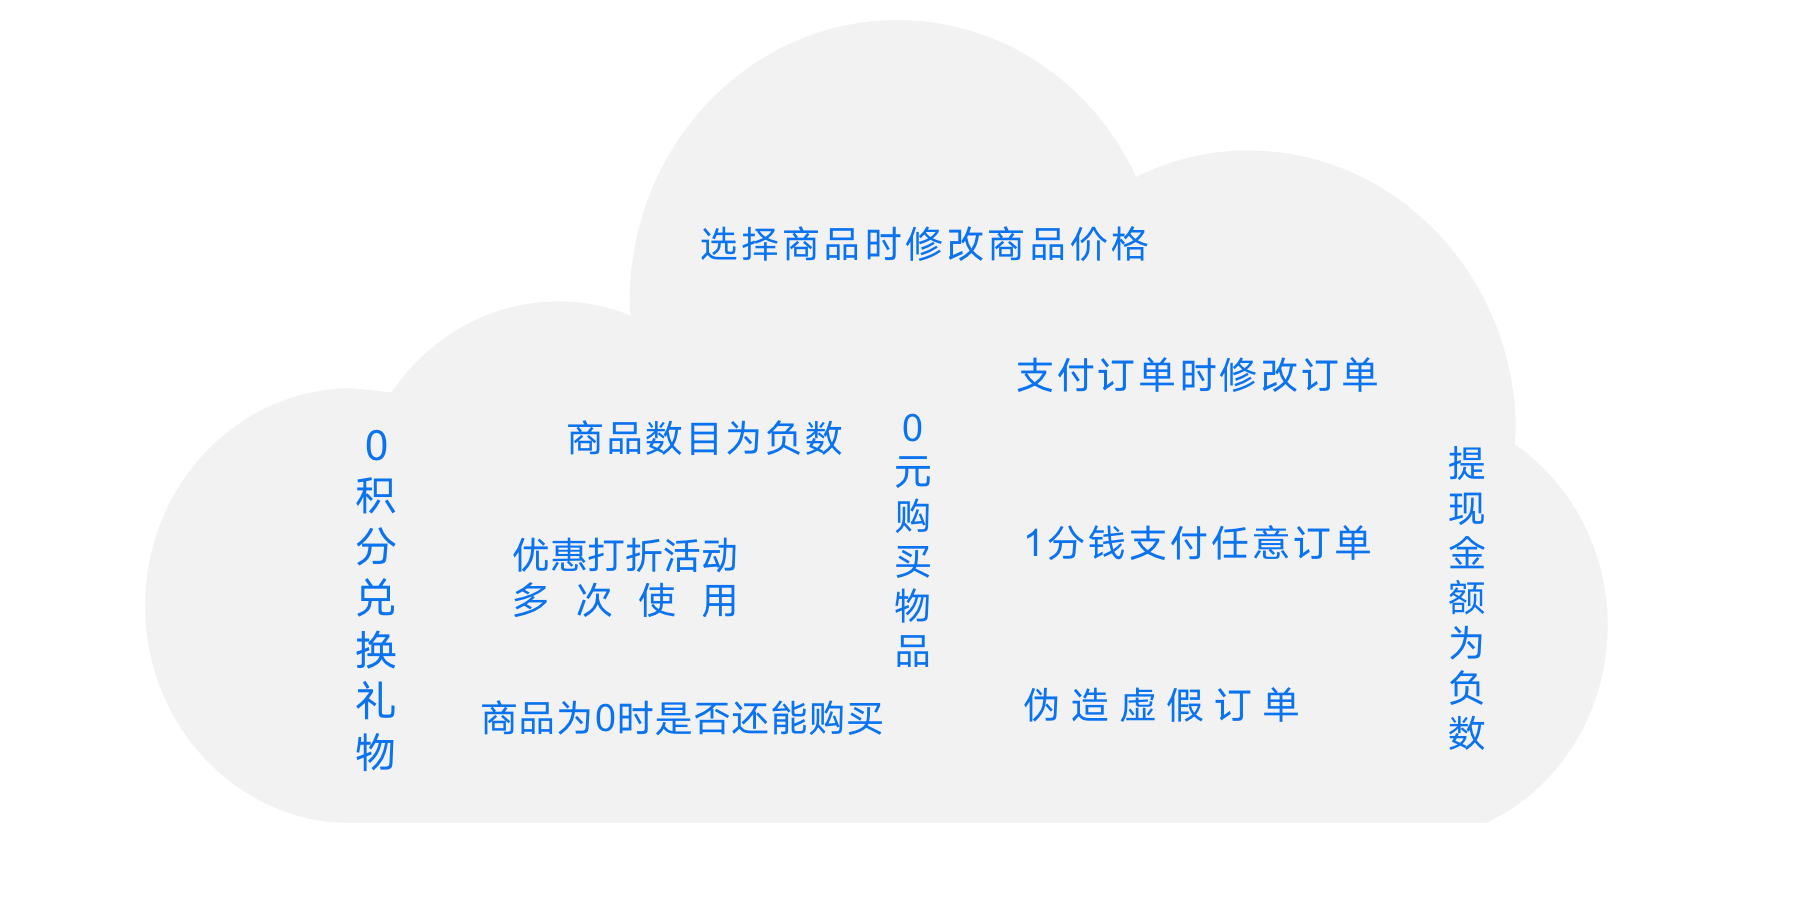 选择商品时修改商品价格
支付订单时修改订单
0元购买物品
商品数目为负数
0积分兑换礼物
提现金额为负数
1分钱支付任意订单
优惠打折活动
多次使用
伪造虚假订单
商品为0时是否还能购买